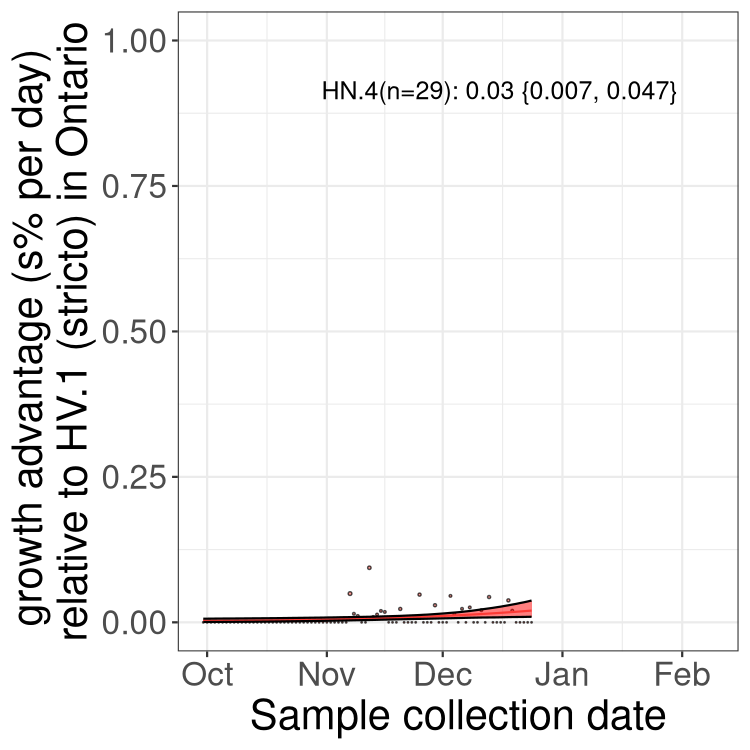 growth advantage (s% per day)
relative to HV.1 (stricto) in Ontario
1.00
0.75
0.50
0.25
0.00
HN.4(n=29): 0.03 {0.007, 0.047}
Oct Nov Dec Jan Feb
Sample collection date